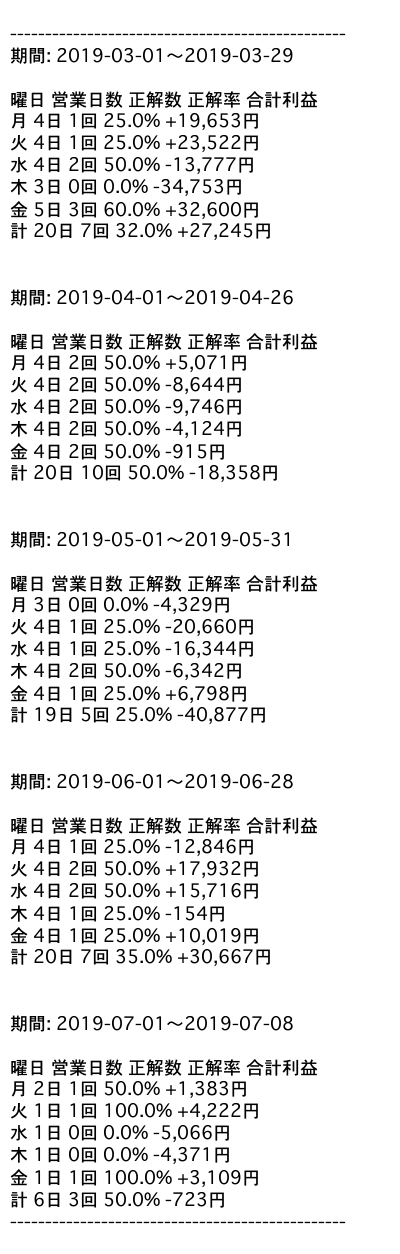 ------------------------------------------------
期間: 2019-03-01〜2019-03-29
曜日 営業日数 正解数 正解率 合計利益
月 4日 1回 25.0% +19,653円
火 4日 1回 25.0% +23,522円
水 4日 2回 50.0% -13,777円
木 3日 0回 0.0% -34,753円
金 5日 3回 60.0% +32,600円
計 20日 7回 32.0% +27,245円
期間: 2019-04-01〜2019-04-26
曜日 営業日数 正解数 正解率 合計利益
月 4日 2回 50.0% +5,071円
火 4日 2回 50.0% -8,644円
水 4日 2回 50.0% -9,746円
木 4日 2回 50.0% -4,124円
金 4日 2回 50.0% -915円
計 20日 10回 50.0% -18,358円
期間: 2019-05-01〜2019-05-31
曜日 営業日数 正解数 正解率 合計利益
月 3日 0回 0.0% -4,329円
火 4日 1回 25.0% -20,660円
水 4日 1回 25.0% -16,344円
木 4日 2回 50.0% -6,342円
金 4日 1回 25.0% +6,798円
計 19日 5回 25.0% -40,877円
期間: 2019-06-01〜2019-06-28
曜日 営業日数 正解数 正解率 合計利益
月 4日 1回 25.0% -12,846円
火 4日 2回 50.0% +17,932円
水 4日 2回 50.0% +15,716円
木 4日 1回 25.0% -154円
金 4日 1回 25.0% +10,019円
計 20日 7回 35.0% +30,667円
期間: 2019-07-01〜2019-07-08
曜日 営業日数 正解数 正解率 合計利益
月 2日 1回 50.0% +1,383円
火 1日 1回 100.0% +4,222円
水 1日 0回 0.0% -5,066円
木 1日 0回 0.0% -4,371円
金 1日 1回 100.0% +3,109円
計 6日 3回 50.0% -723円
------------------------------------------------